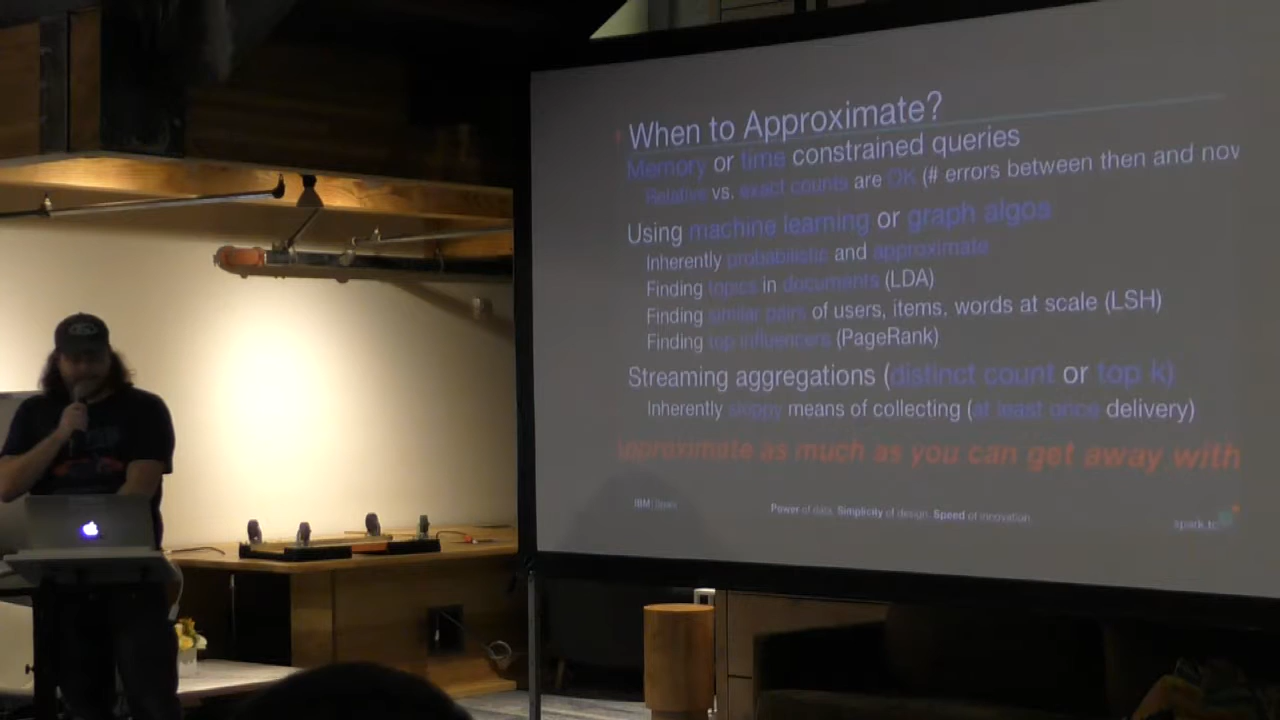 When to Approximate?
Memory or time constrained queries
Relative vs. exact counts are OK (# errors between then and nov
Using machine learning or graph algos
Inherently probabilistic and approximate
Finding topics in documents (LDA)
Finding similar pairs of users, items, words at scale (LSH)
Finding top influencers (PageRank)
Streaming aggregations (distinct count or top k)
Inherently sloppy means of collecting (at least once delivery)
approximate as much as you can get away with
IBM Spark
Power of data. Simplicity of design. Speed of innovation.
spark.tc